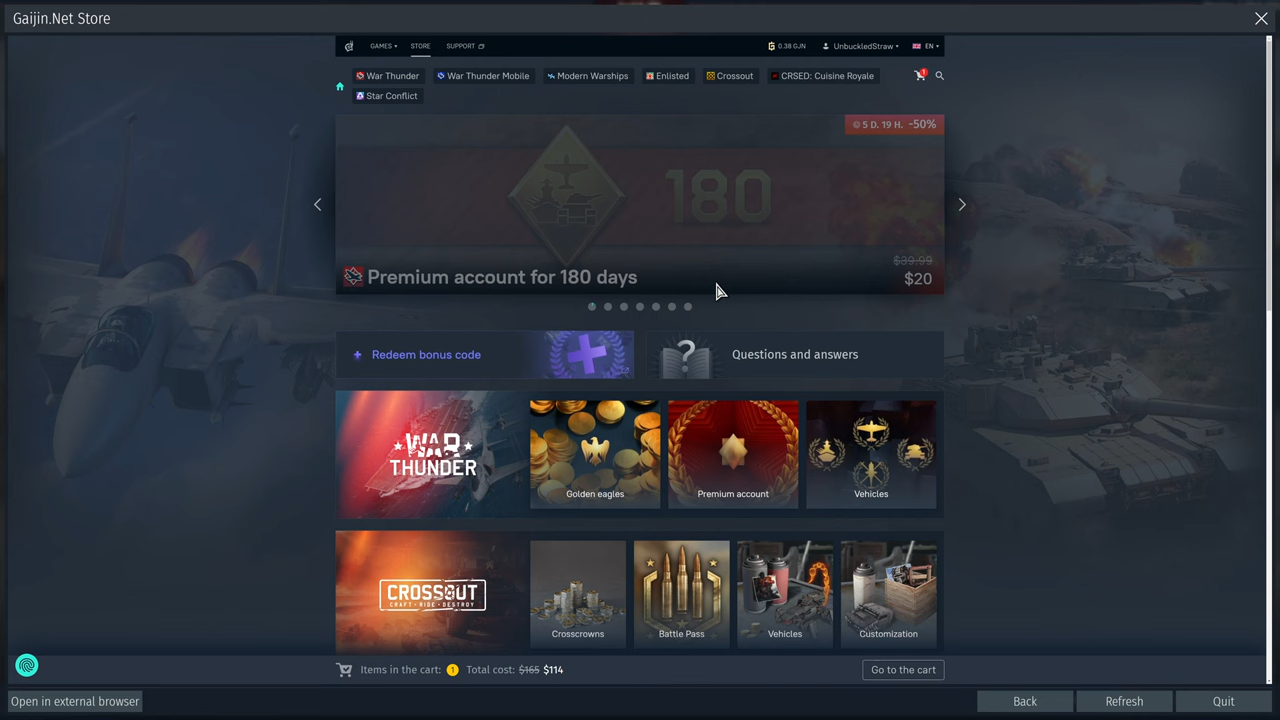 Gaijin.Net Store
GAMES
STORE
SUPPORT
0.38 GJN
UnbuckledStraw
EN
War Thunder
War Thunder Mobile
Modern Warships
Enlisted
Crossout
CRSED: Cuisine Royale
1
Star Conflict
5 D. 19 H. -50%
180
$39.99
Premium account for 180 days
$20
Redeem bonus code
?
Questions and answers
WAR
THUNDER
Golden eagles
Premium account
Vehicles
CROSSOUT
CRAFT • RIDE • DESTROY
Crosscrowns
Battle Pass
Vehicles
Customization
Items in the cart: 1 Total cost: $165 $114
Go to the cart
Open in external browser
Back
Refresh
Quit